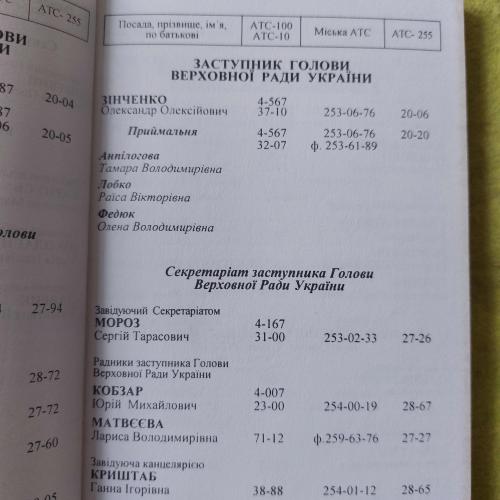 АТС- 255
ОВИ
НИ
-87
87
20-04
06
20-05
олови
27-94
28-72
27-72
27-60
Посада, прізвище, ім'я, по батькові
АТС-100 АТС-10
Міська АТС
АТС- 255
ЗАСТУПНИК ГОЛОВИ
ВЕРХОВНОЇ РАДИ УКРАЇНИ
ЗІНЧЕНКО 4-567
Олександр Олексійович 37-10 253-06-76 20-06
Приймальня 4-567 253-06-76 20-20
32-07 ф. 253-61-89
Анпілогова
Тамара Володимирівна
Лобко
Раїса Вікторівна
Федюк
Олена Володимирівна
Секретаріат заступника Голови
Верховної Ради України
Завідуючий Секретаріатом
МОРОЗ 4-167
Сергій Тарасович 31-00 253-02-33 27-26
Радники заступника Голови
Верховної Ради України
КОБЗАР 4-007
Юрій Михайлович 23-00 254-00-19 28-67
МАТВЄЄВА
Лариса Володимирівна 71-12 ф.259-63-76 27-27
Завідуюча канцелярією
КРИШТАБ
Ганна Ігорівна 38-88 254-01-12 28-65